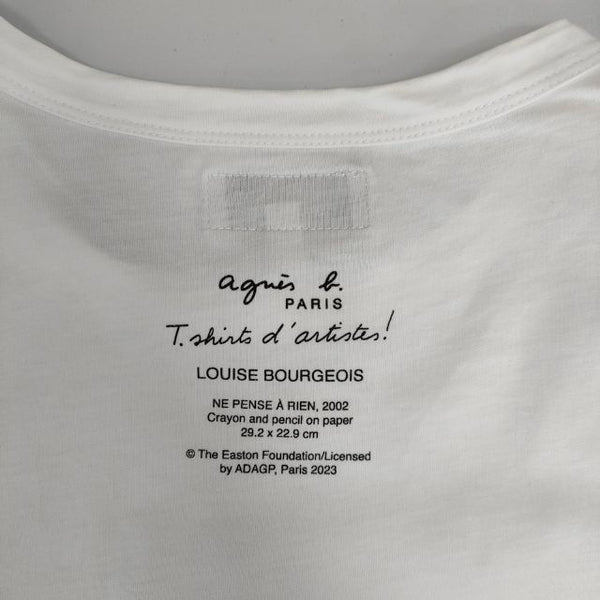 agnès b.
PARIS
T.shirts d'artistes!
LOUISE BOURGEOIS
NE PENSE À RIEN, 2002
Crayon and pencil on paper
29.2 x 22.9 cm
© The Easton Foundation/Licensed
by ADAGP, Paris 2023